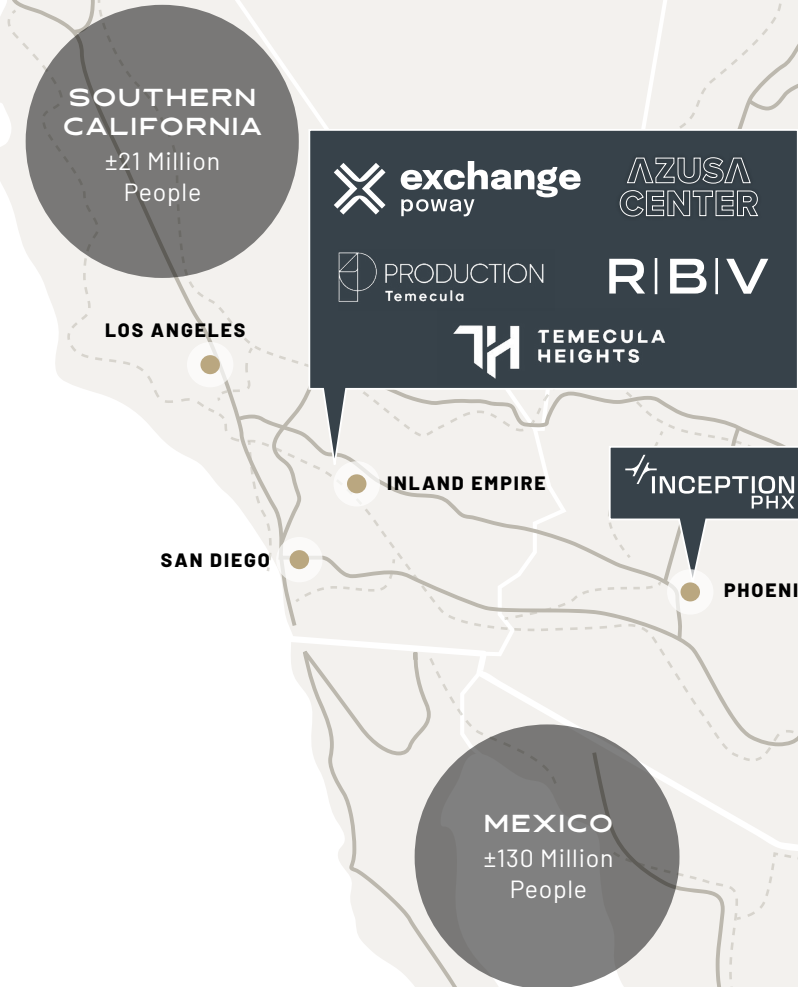 SOUTHERN
CALIFORNIA
±21 Million
People
exchange
poway
AZUSA
CENTER
PRODUCTION
Temecula
R|B|V
TEMECULA
HEIGHTS
LOS ANGELES
INLAND EMPIRE
INCEPTION
PHX
SAN DIEGO
PHOENI
MEXICO
±130 Million
People